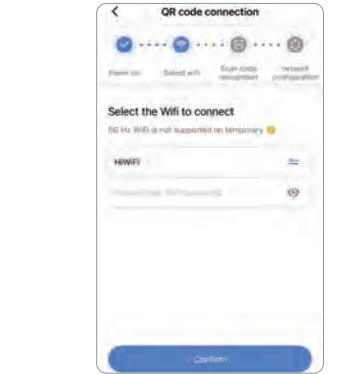 QR code connection
Power on
Select wifi
Scan code
recognition
network
configuration
Select the Wifi to connect
5G Hz WiFi is not supported on temporary
HiWiFi
Confirm